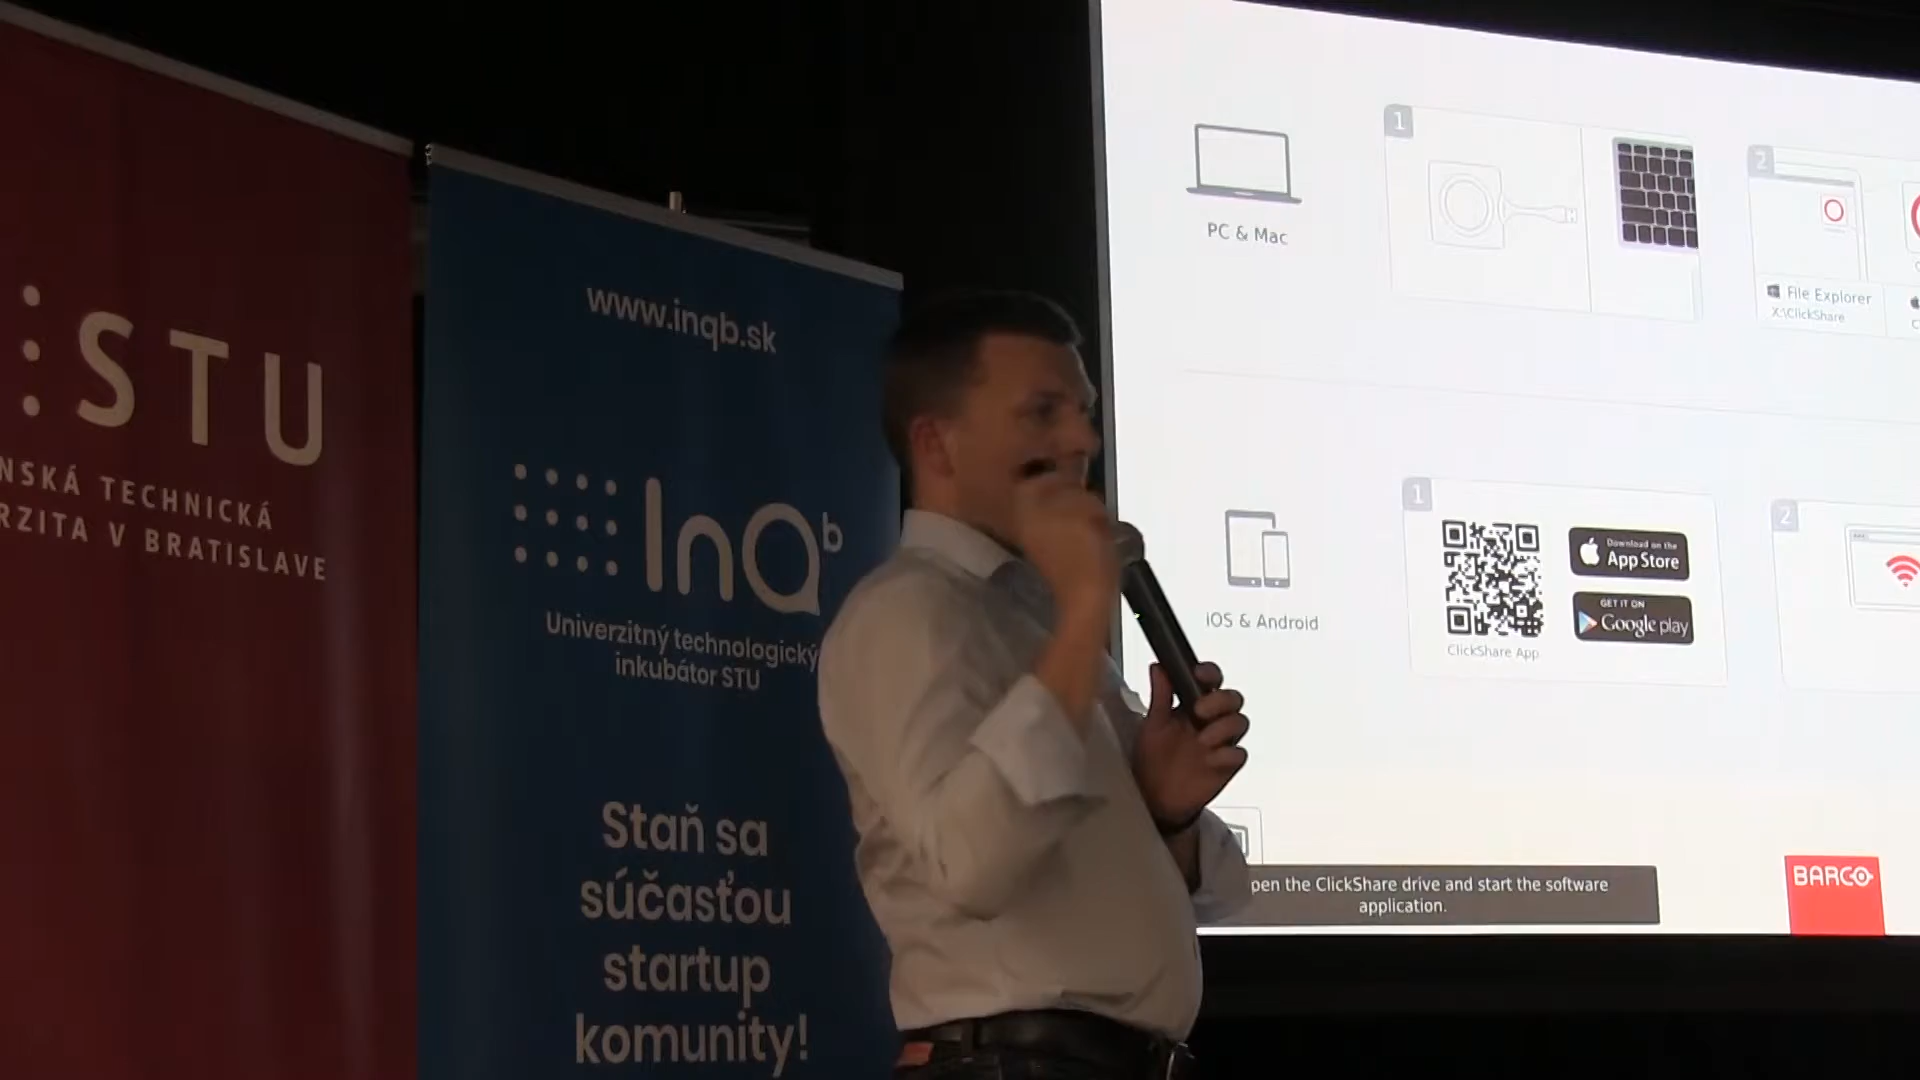 STU
NSKÁ TECHNICKÁ
RZITA V BRATISLAVE
www.inqb.sk
InQb
Univerzitný technologický
inkubátor STU
Staň sa
súčasťou
startup
komunity!
PC & Mac
1
2
File Explorer
X:\ClickShare
iOS & Android
1
Download on the
App Store
GET IT ON
Google play
ClickShare App
2
pen the ClickShare drive and start the software
application.
BARCO